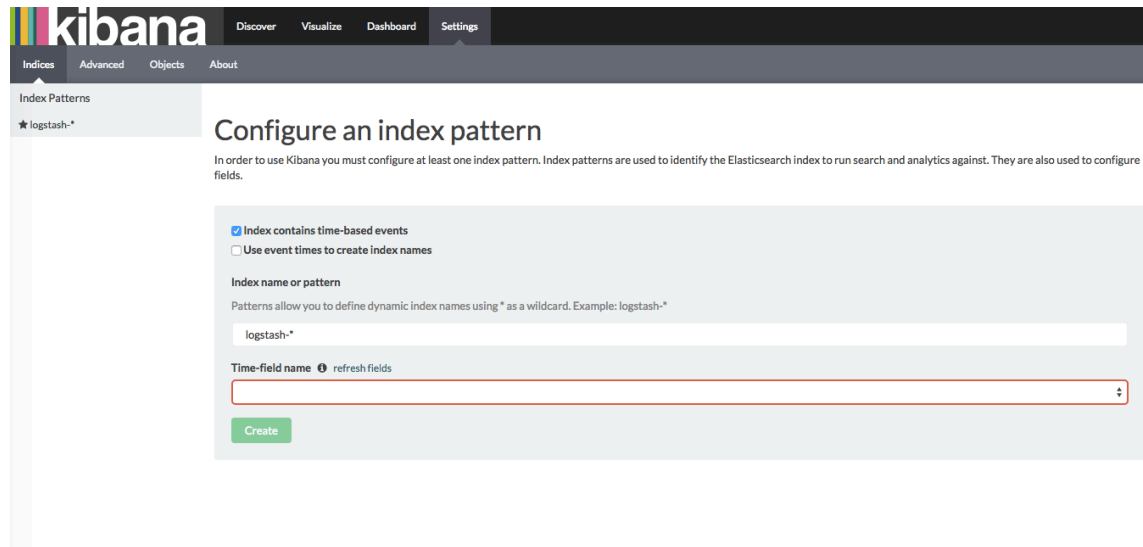 kibana
Discover Visualize Dashboard Settings
Indices Advanced Objects About
Index Patterns
logstash-*
Configure an index pattern
In order to use Kibana you must configure at least one index pattern. Index patterns are used to identify the Elasticsearch index to run search and analytics against. They are also used to configure
fields.
Index contains time-based events
Use event times to create index names
Index name or pattern
Patterns allow you to define dynamic index names using * as a wildcard. Example: logstash-*
logstash-*
Time-field name refresh fields
Create